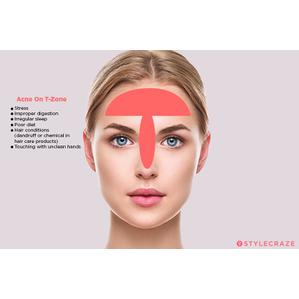 Acne On T-Zone
● Stress
● Improper digestion
● Irregular sleep
● Poor diet
● Hair conditions
(dandruff or chemical in
hair care products)
● Touching with unclean hands
STYLECRAZE